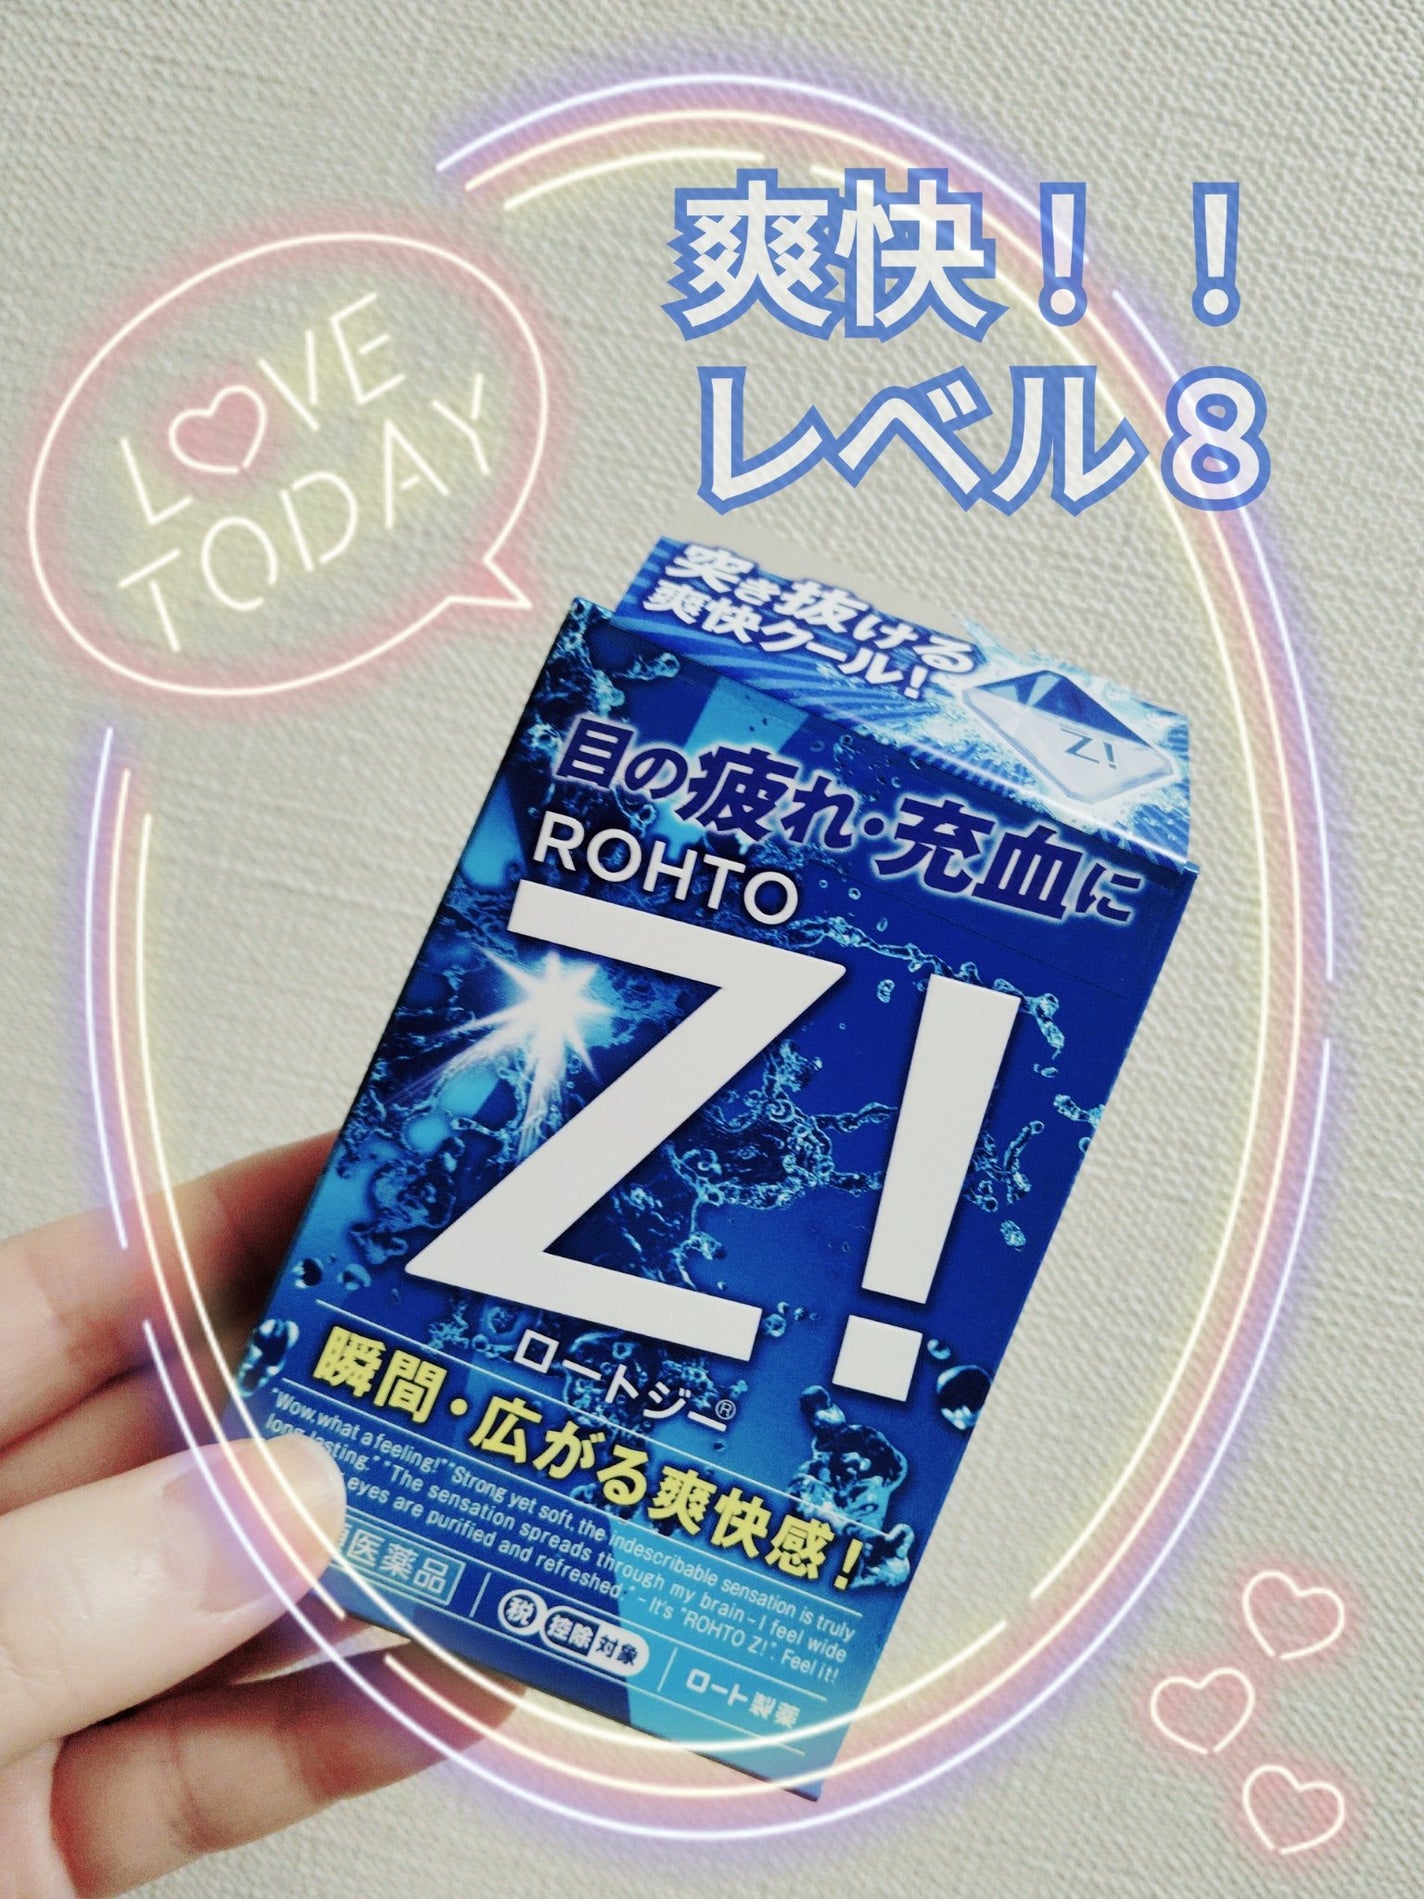 爽快！！
レベル８
LOVE
TODAY
突き抜ける
爽快クール!
Z!
目の疲れ・充血に
ROHTO
Z!
ロートジー®
瞬間・広がる爽快感!
"Wow, what a feeling!" "Strong yet soft, the indescribable sensation is truly
long lasting." "The sensation spreads through my brain - I feel wide
eyes are purified and refreshed." - It's "ROHTO Z!". Feel it!
医薬品
税 控除対象
ロート製薬